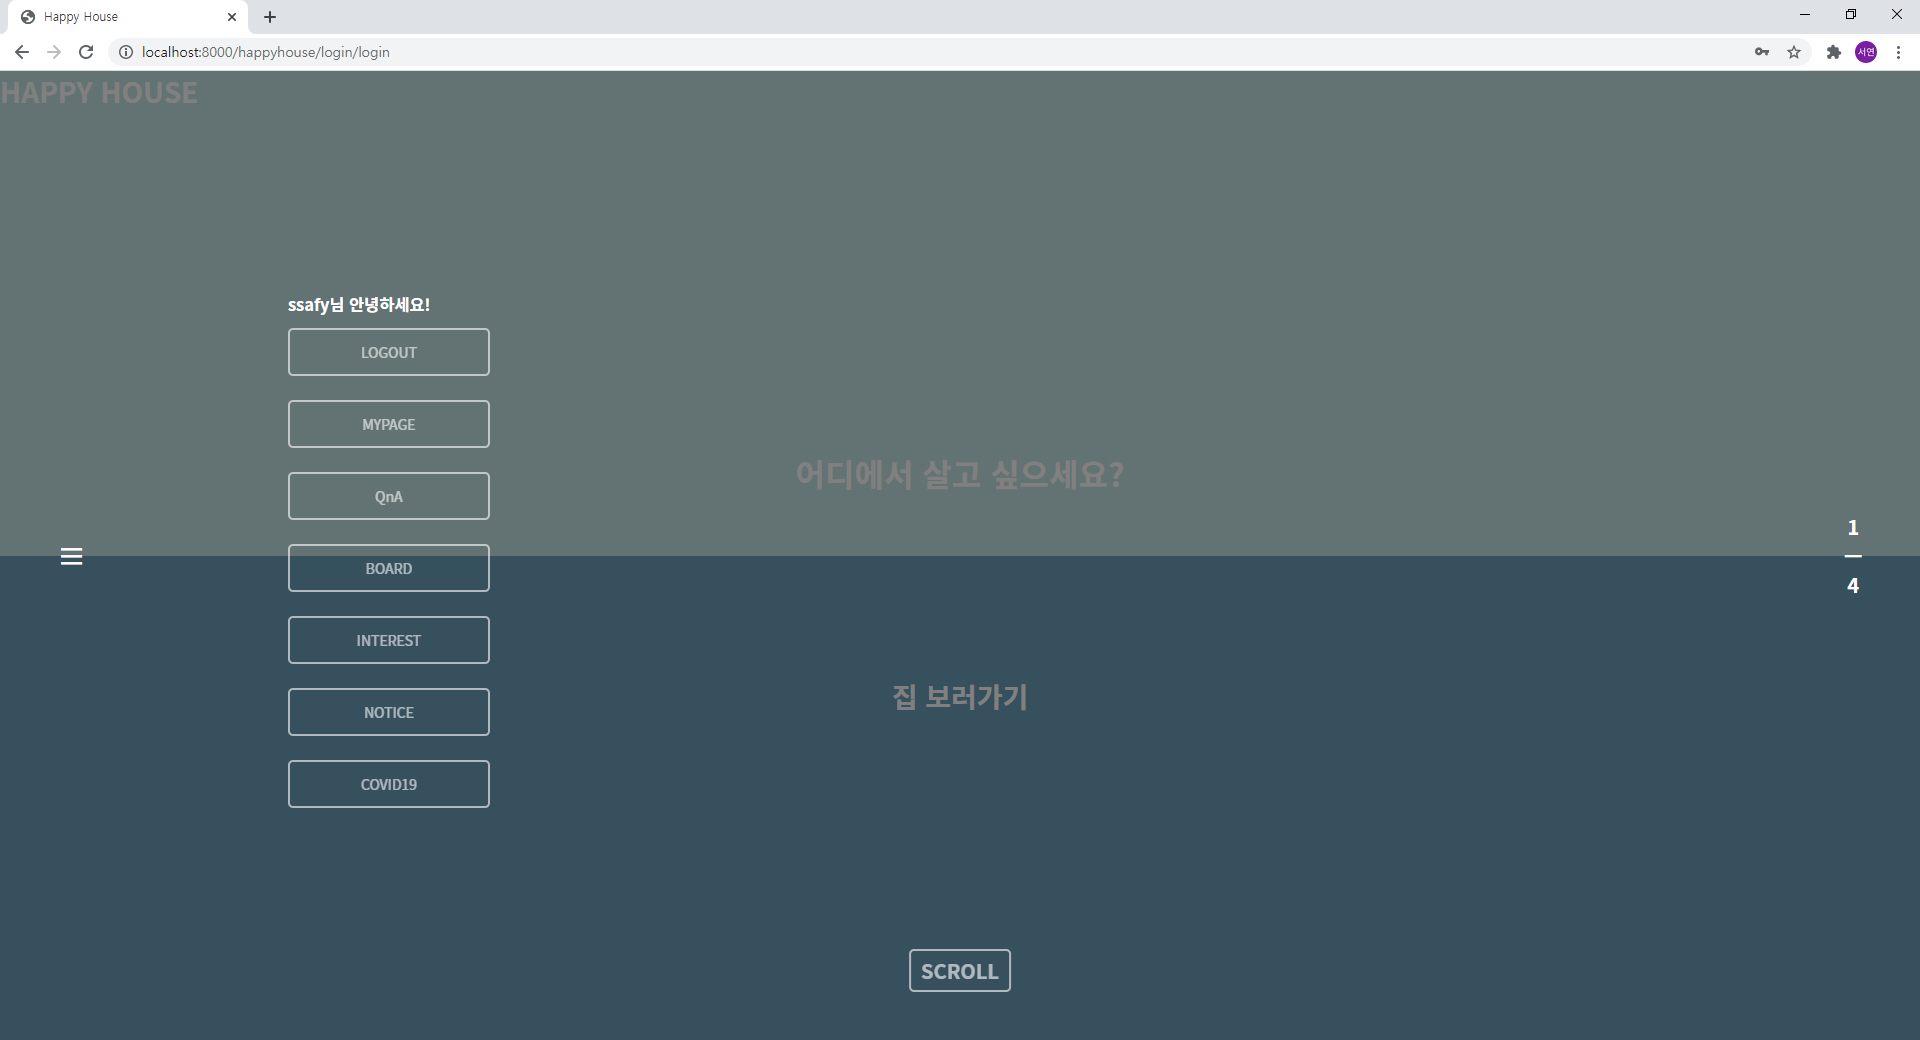 Happy House
localhost:8000/happyhouse/login/login
서연
HAPPY HOUSE
ssafy님 안녕하세요!
LOGOUT
MYPAGE
QnA
BOARD
INTEREST
NOTICE
COVID19
어디에서 살고 싶으세요?
집 보러가기
1
4
SCROLL